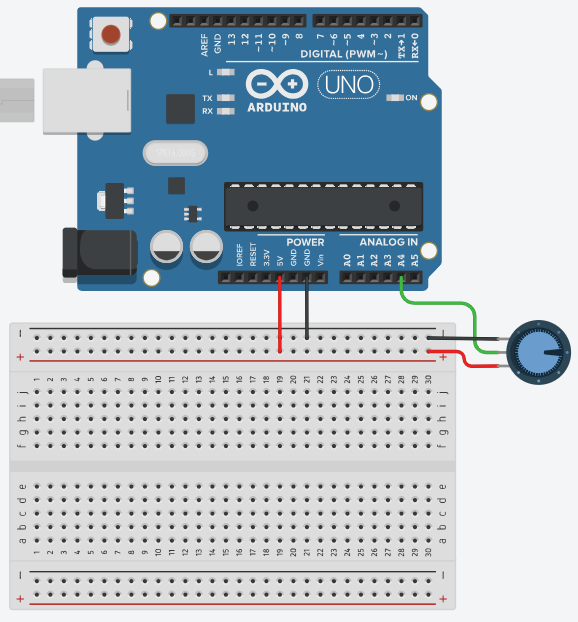 AREF
GND
13
12
~11
~10
~9
8
7
~6
~5
4
~3
2
TX→1
RX←0
DIGITAL (PWM~)
L
TX
RX
ARDUINO
UNO
ON
POWER
ANALOG IN
IOREF
RESET
3.3V
5V
GND
GND
Vin
A0
A1
A2
A3
A4
A5
1 2 3 4 5 6 7 8 9 10 11 12 13 14 15 16 17 18 19 20 21 22 23 24 25 26 27 28 29 30
j j
i i
h h
g g
f f
e e
d d
c c
b b
a a
1 2 3 4 5 6 7 8 9 10 11 12 13 14 15 16 17 18 19 20 21 22 23 24 25 26 27 28 29 30